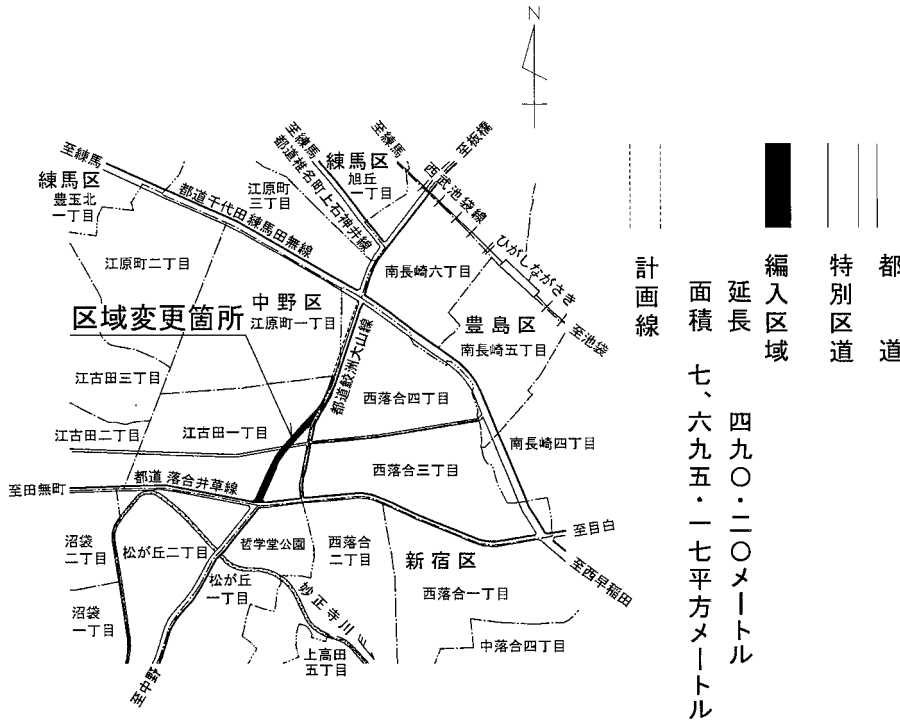 N
至練馬
練馬区
豊玉北
一丁目
至練馬
都道椎名町上石神井線
至練馬
練馬区
旭丘
一丁目
至板橋
西武池袋線
江原町
三丁目
都道千代田練馬田無線
ひがしながさき
江原町二丁目
南長崎六丁目
至池袋
区域変更箇所
中野区
江原町一丁目
豊島区
南長崎五丁目
都道鮫洲大山線
江古田三丁目
西落合四丁目
江古田二丁目
江古田一丁目
南長崎四丁目
西落合三丁目
都道 落合井草線
至田無町
至目白
沼袋
二丁目
松が丘二丁目
哲学堂公園
西落合
二丁目
新宿区
至西早稲田
松が丘
一丁目
妙正寺川
西落合一丁目
沼袋
一丁目
上高田
五丁目
中落合四丁目
至中野
都道
特別区道
編入区域
延長 四九〇・二〇メートル
面積 七、六九五・一七平方メートル
計画線